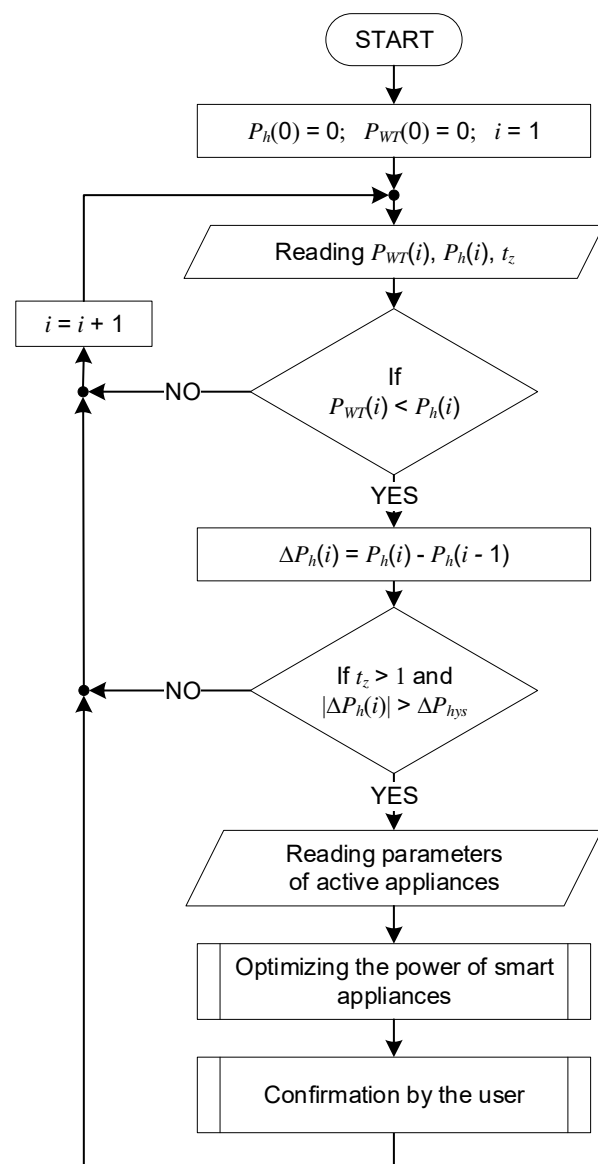 START
P_h(0) = 0; P_WT(0) = 0; i = 1
Reading P_WT(i), P_h(i), t_z
i = i + 1
If
P_WT(i) < P_h(i)
NO
YES
ΔP_h(i) = P_h(i) - P_h(i - 1)
If t_z > 1 and
|ΔP_h(i)| > ΔP_hys
NO
YES
Reading parameters
of active appliances
Optimizing the power of smart
appliances
Confirmation by the user